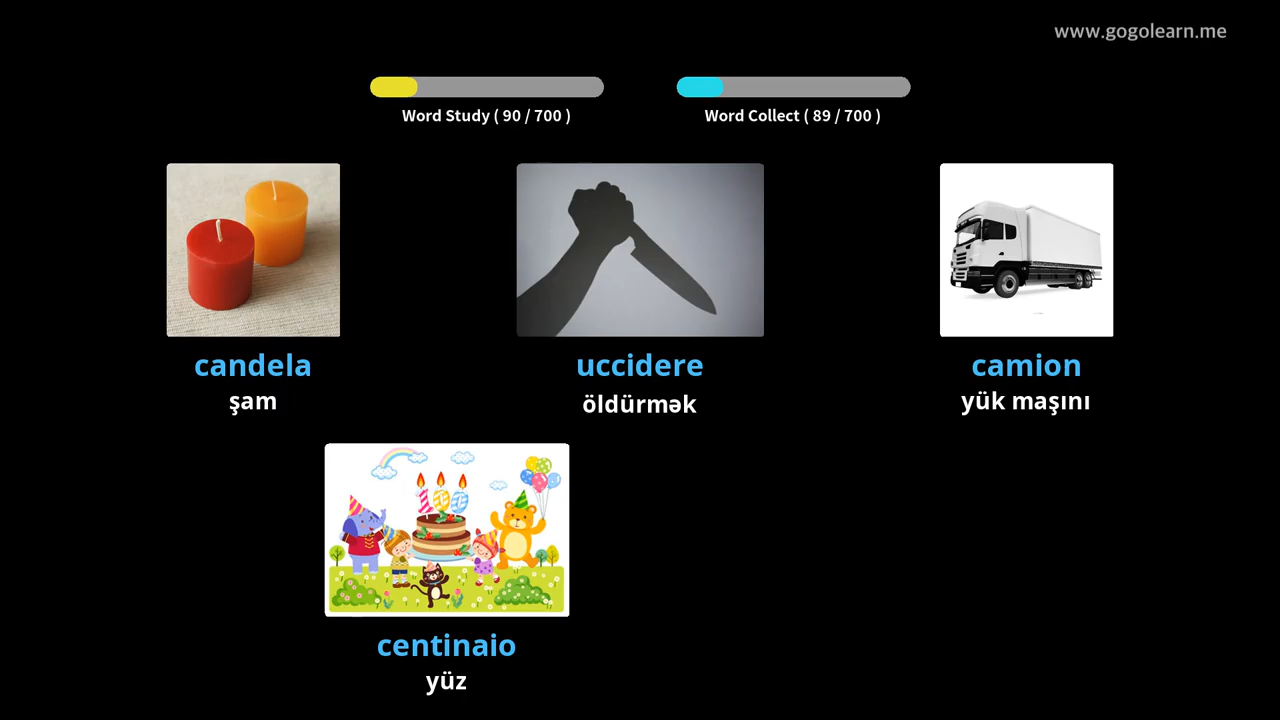 www.gogolearn.me
Word Study ( 90 / 700 )
Word Collect ( 89 / 700 )
candela
şam
uccidere
öldürmək
camion
yük maşını
100
centinaio
yüz